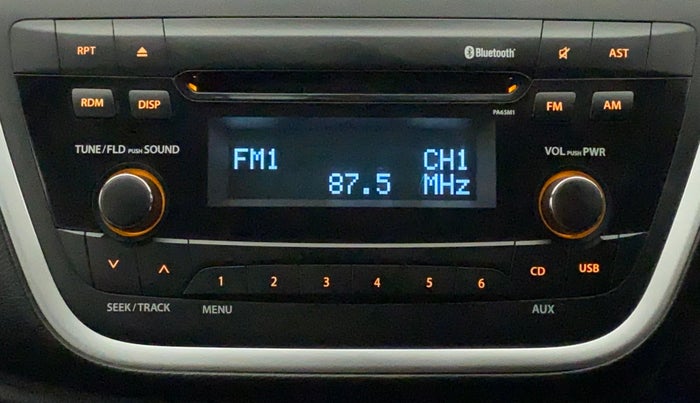 RPT
Bluetooth
AST
RDM
DISP
FM
AM
PA65M1
TUNE/FLD PUSH SOUND
VOL PUSH PWR
FM1 CH1
87.5 MHz
1 2 3 4 5 6
CD
USB
SEEK/TRACK
MENU
AUX